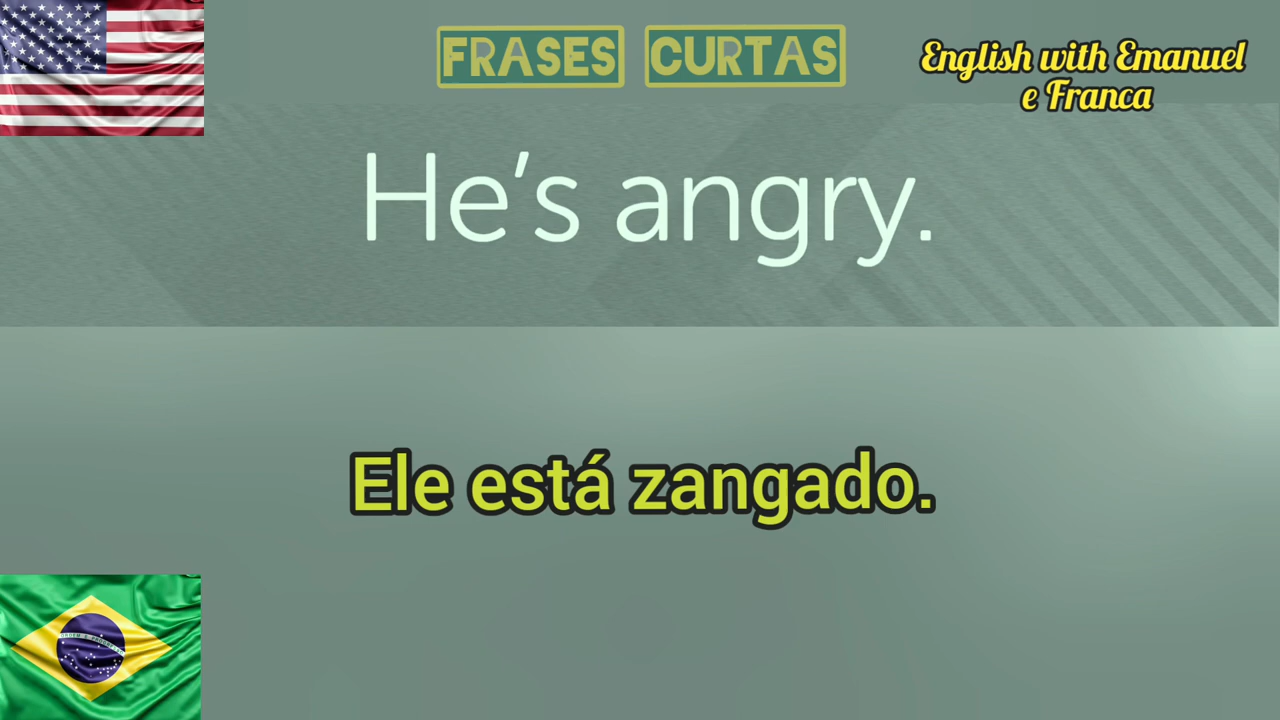 FRASES CURTAS
English with Emanuel
e Franca
He's angry.
Ele está zangado.